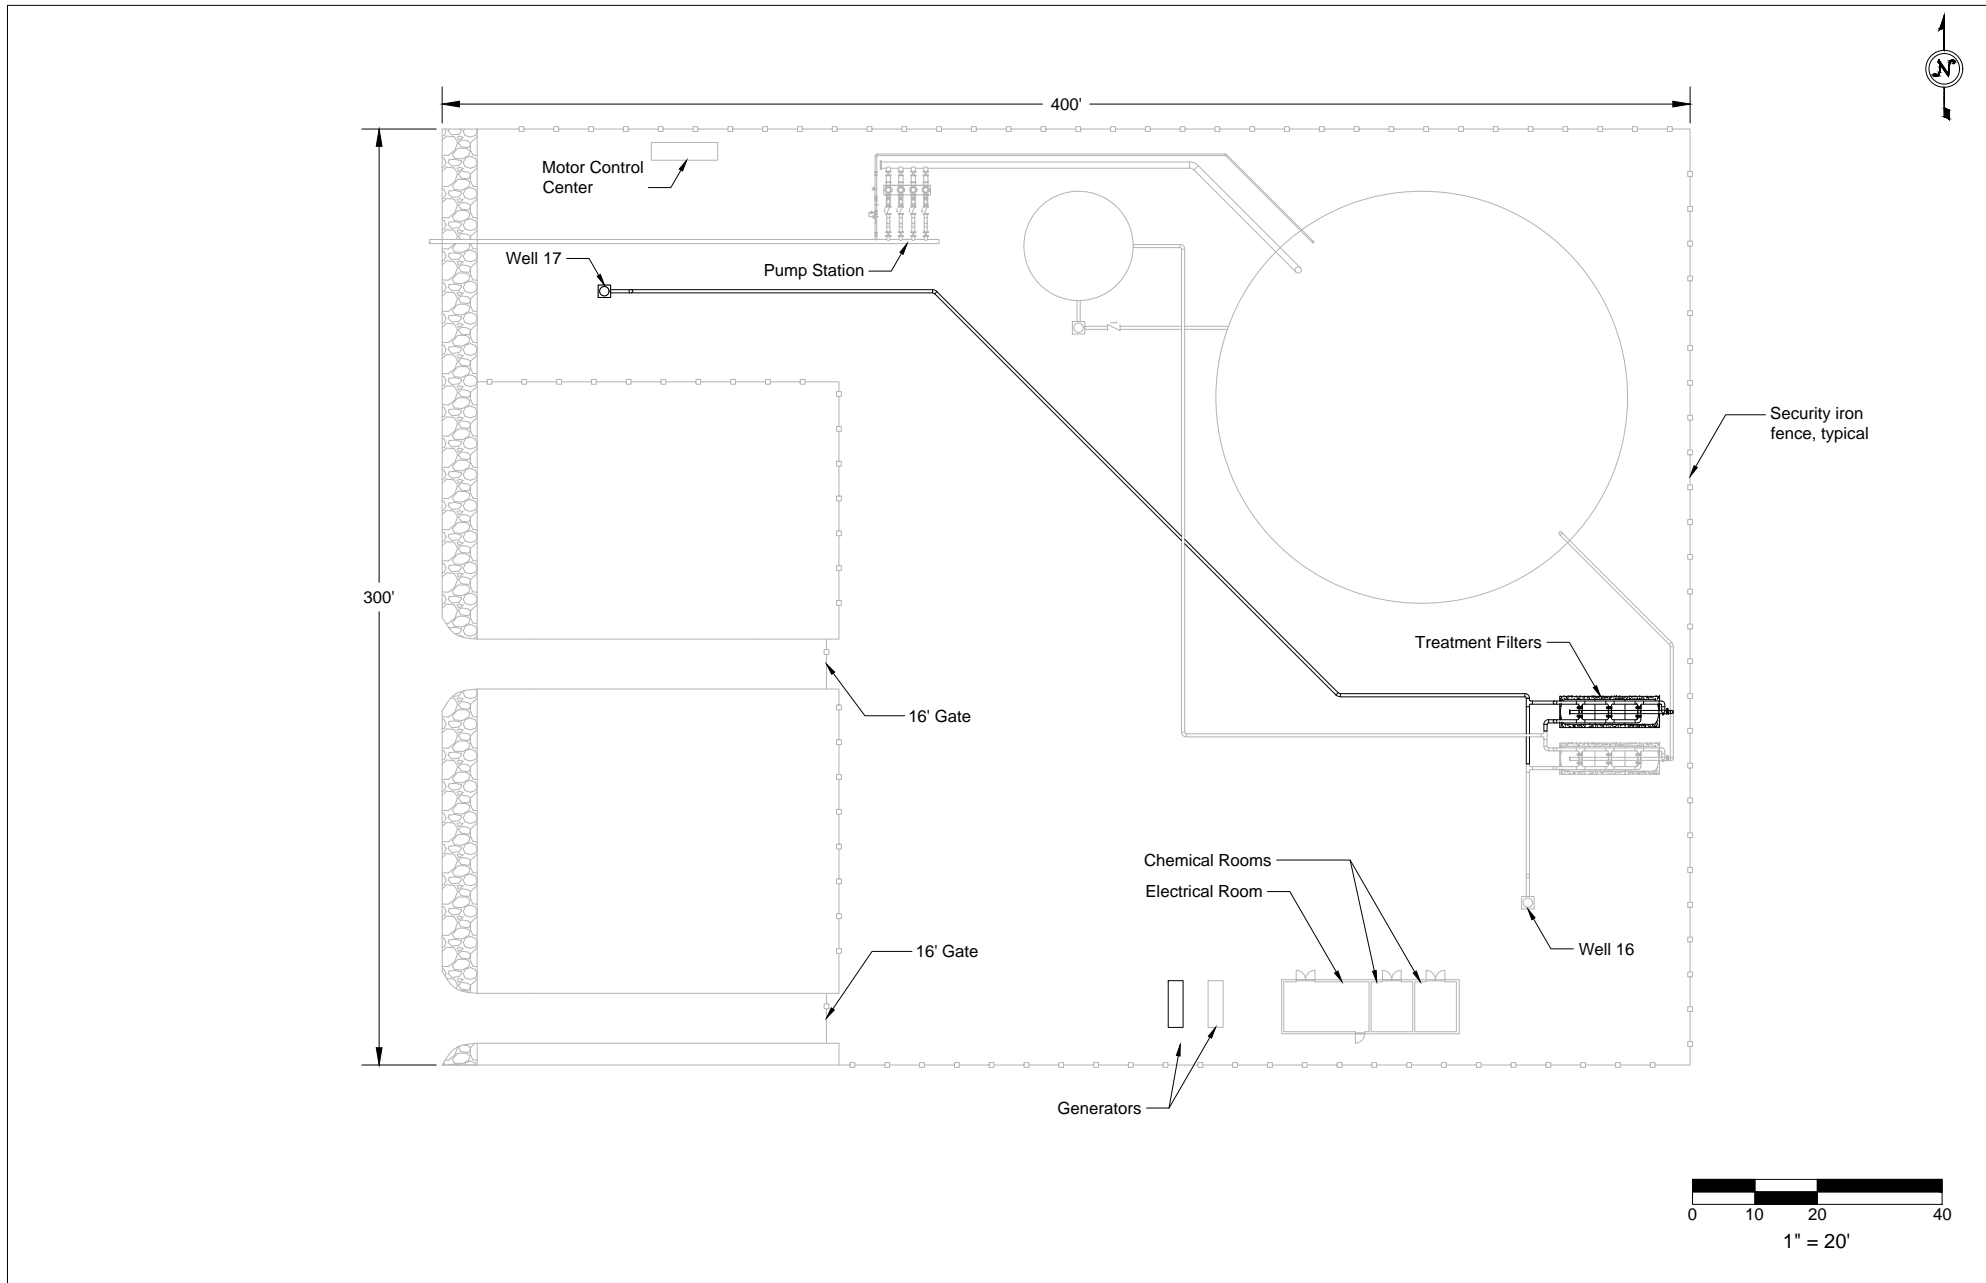 N
400'
Motor Control
Center
Well 17
Pump Station
Security iron
fence, typical
300'
Treatment Filters
16' Gate
Chemical Rooms
Electrical Room
16' Gate
Well 16
Generators
0 10 20 40
1" = 20'